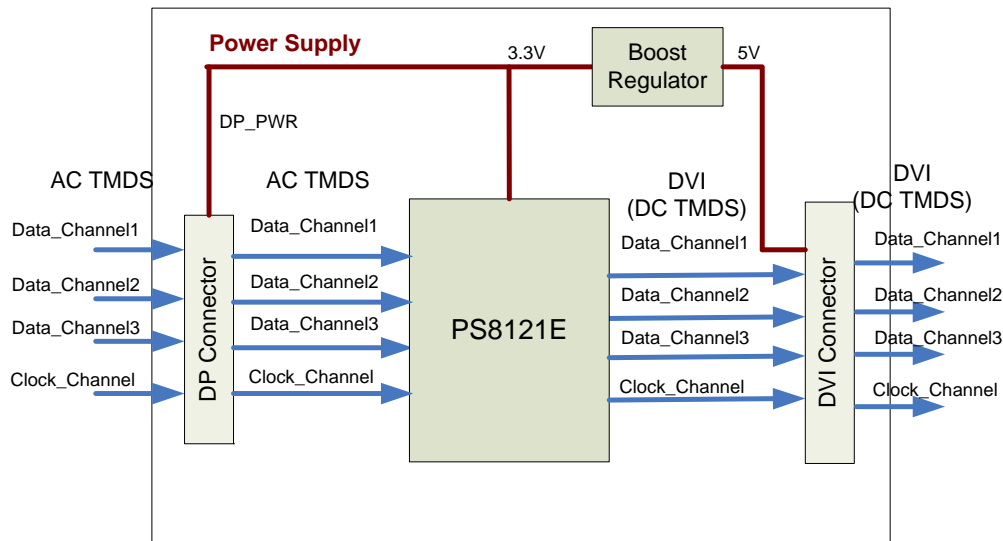 Power Supply
3.3V
Boost
Regulator
5V
DP_PWR
AC TMDS
AC TMDS
DVI
(DC TMDS)
DVI
(DC TMDS)
Data_Channel1
Data_Channel2
Data_Channel3
Clock_Channel
DP Connector
Data_Channel1
Data_Channel2
Data_Channel3
Clock_Channel
PS8121E
Data_Channel1
Data_Channel2
Data_Channel3
Clock_Channel
DVI Connector
Data_Channel1
Data_Channel2
Data_Channel3
Clock_Channel